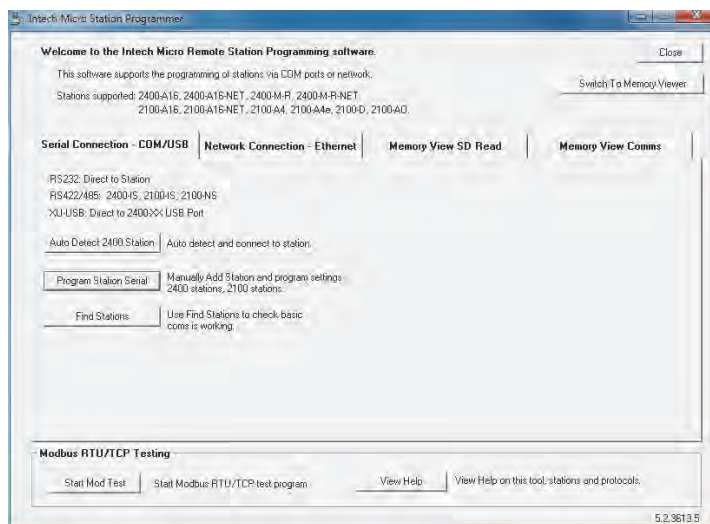 Intech Micro Station Programmer
Welcome to the Intech Micro Remote Station Programming software.
Close
This software supports the programming of stations via COM ports or network.
Switch To Memory Viewer
Stations supported: 2400-A16, 2400-A16-NET, 2400-M-R, 2400-M-R-NET
2100-A16, 2100-A16-NET, 2100-A4, 2100-A4e, 2100-D, 2100-AO.
Serial Connection - COM/USB
Network Connection - Ethernet
Memory View SD Read
Memory View Comms
RS232: Direct to Station
RS422/485: 2400-IS, 2100-IS, 2100-NS
XU-USB: Direct to 2400-XX USB Port
Auto Detect 2400 Station
Auto detect and connect to station.
Program Station Serial
Manually Add Station and program settings
2400 stations, 2100 stations.
Find Stations
Use Find Stations to check basic
coms is working.
Modbus RTU/TCP Testing
Start Mod Test
Start Modbus RTU/TCP test program
View Help
View Help on this tool, stations and protocols.
5.2.3613.5